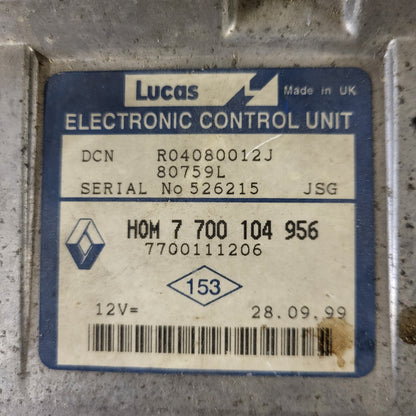 Lucas Made in UK
ELECTRONIC CONTROL UNIT
DCN R04080012J
80759L
SERIAL No 526215 JSG
HOM 7 700 104 956
7700111206
153
12V= 28.09.99